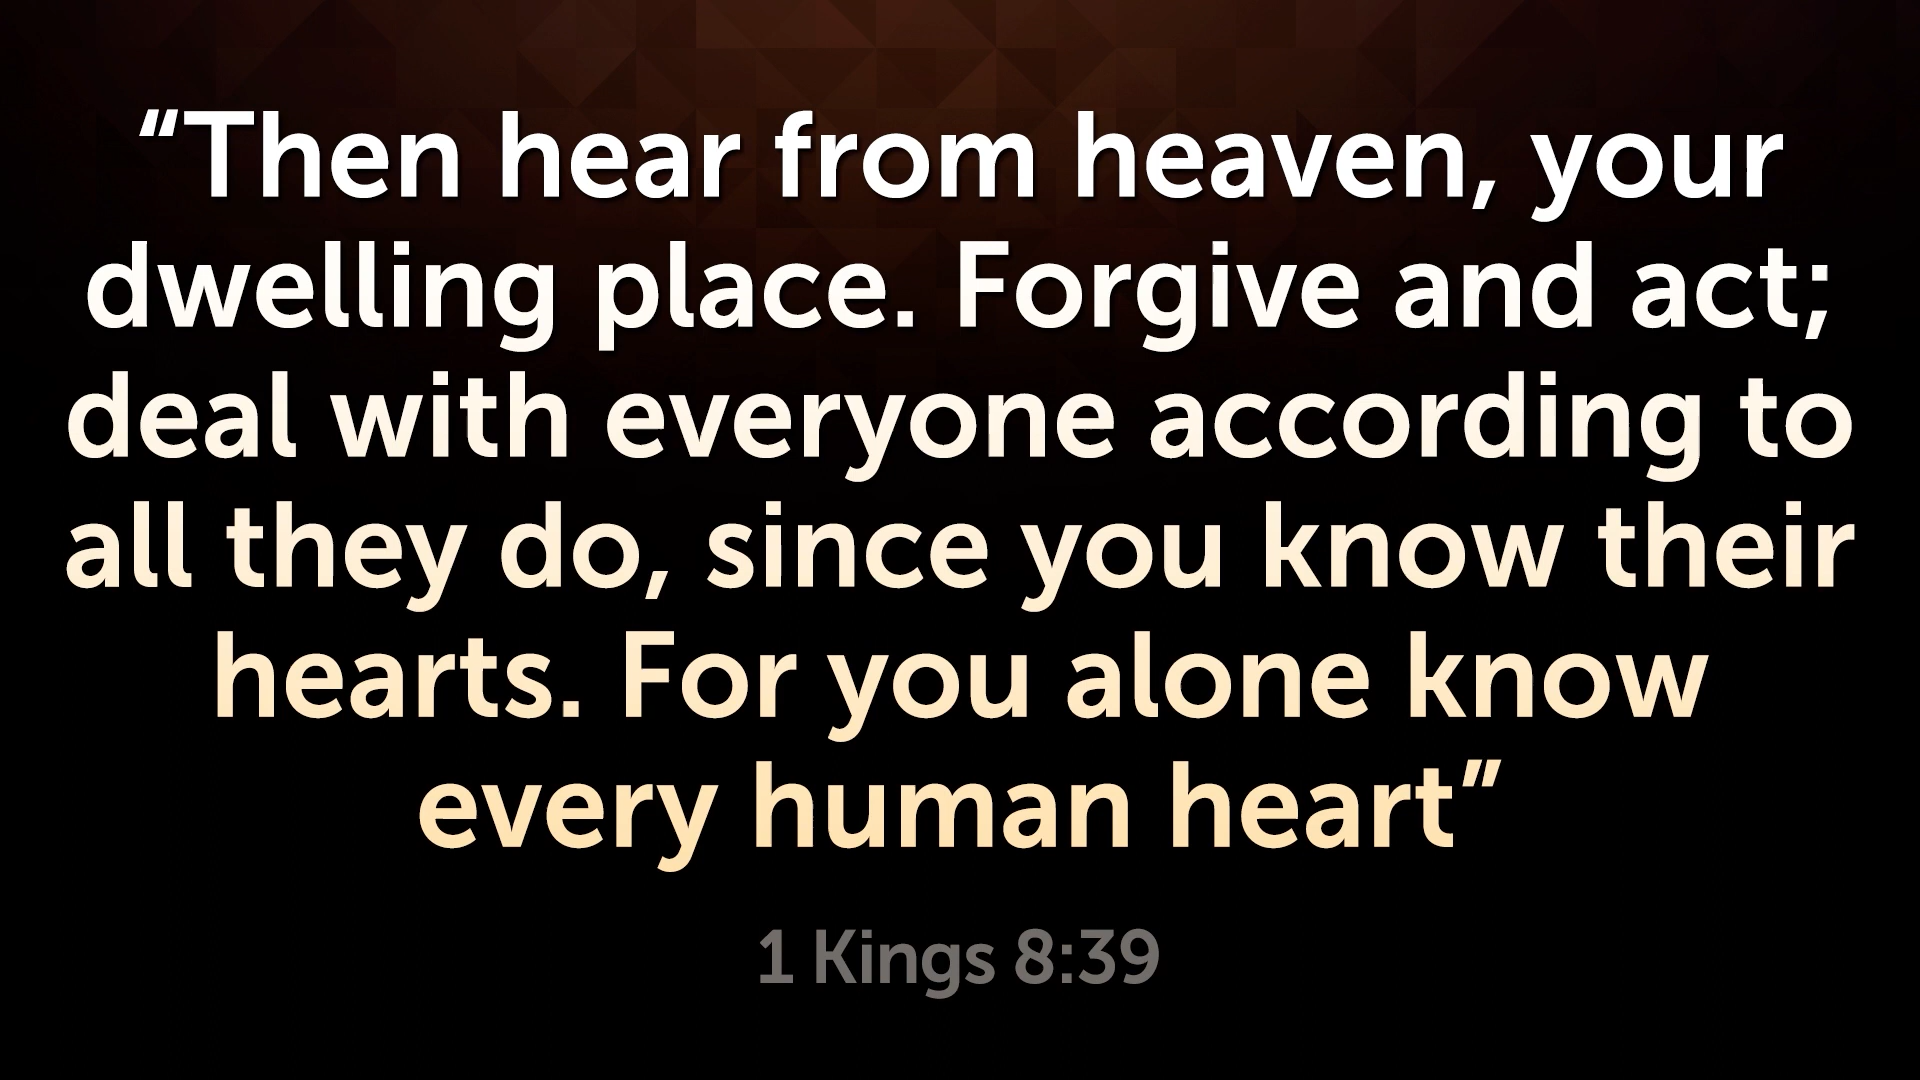 “Then hear from heaven, your
dwelling place. Forgive and act;
deal with everyone according to
all they do, since you know their
hearts. For you alone know
every human heart”
1 Kings 8:39